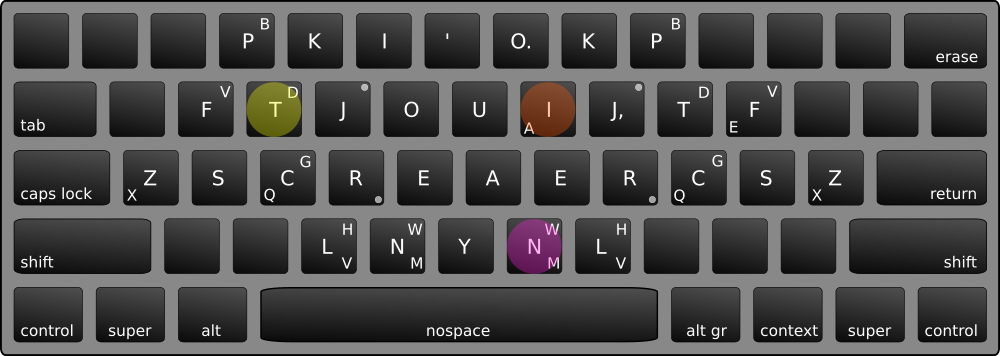 P B K I ' O. K P B erase
tab F V T D J O U I A J, T D F V E
caps lock Z X S C G Q R E A E R C G Q S Z X return
shift L H V N W M Y N W M L H V shift
control super alt nospace alt gr context super control